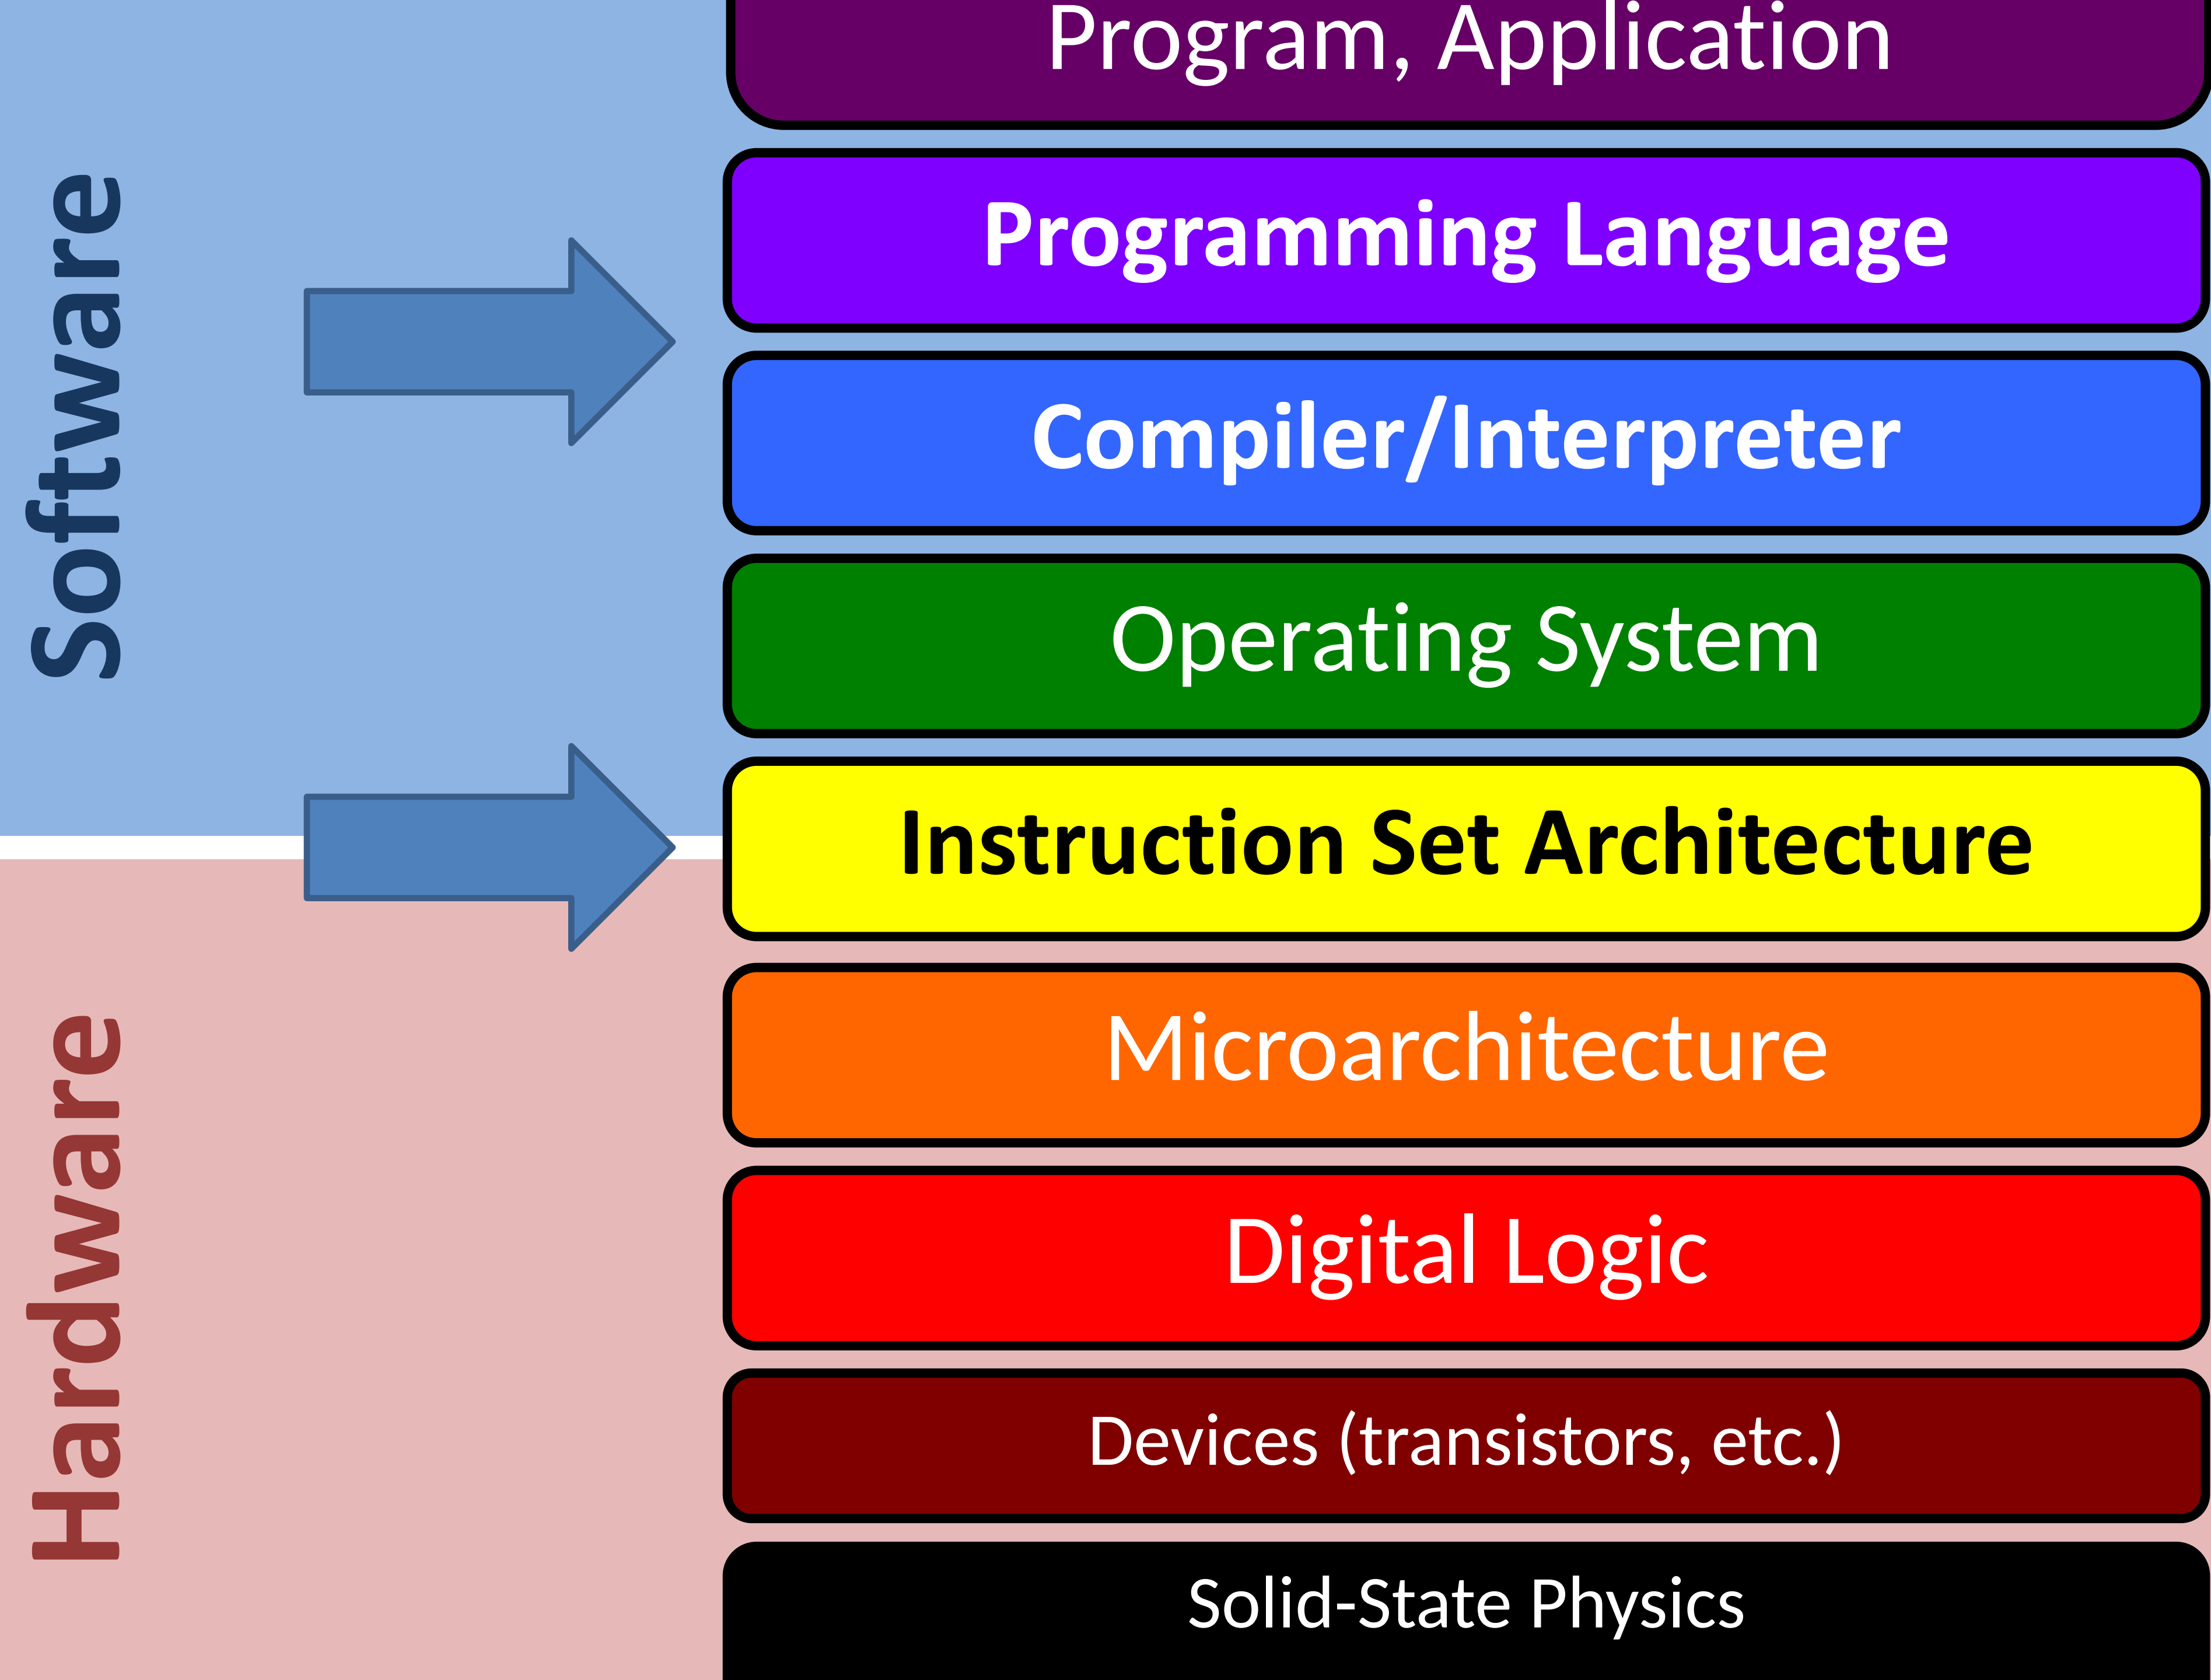 Program, Application
Programming Language
Compiler/Interpreter
Operating System
Instruction Set Architecture
Microarchitecture
Digital Logic
Devices (transistors, etc.)
Solid-State Physics
Software
Hardware